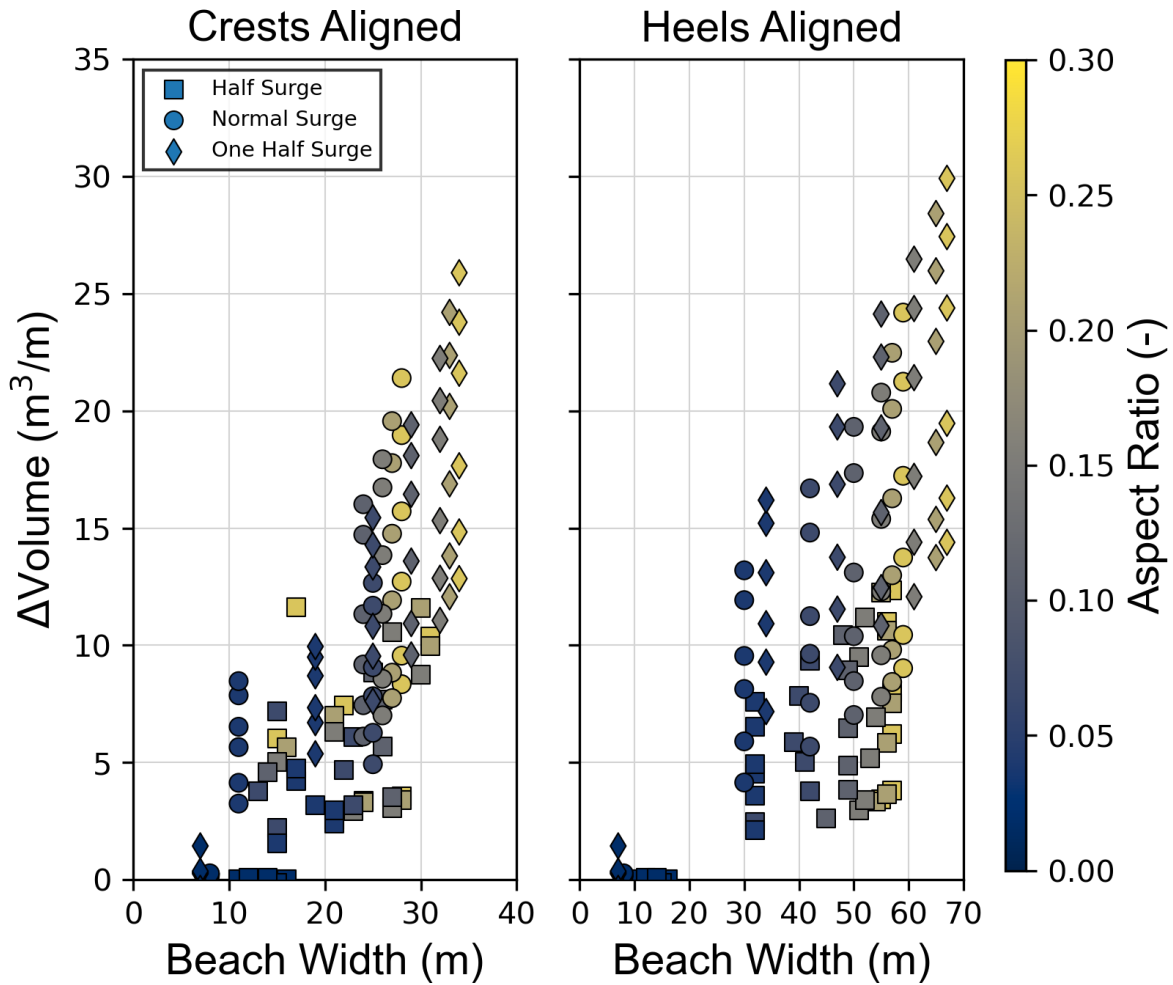 Crests Aligned
Heels Aligned
Half Surge
Normal Surge
One Half Surge
35
30
25
20
15
10
5
0
ΔVolume (m³/m)
0 10 20 30 40
0 10 20 30 40 50 60 70
Beach Width (m)
Beach Width (m)
0.30
0.25
0.20
0.15
0.10
0.05
0.00
Aspect Ratio (-)